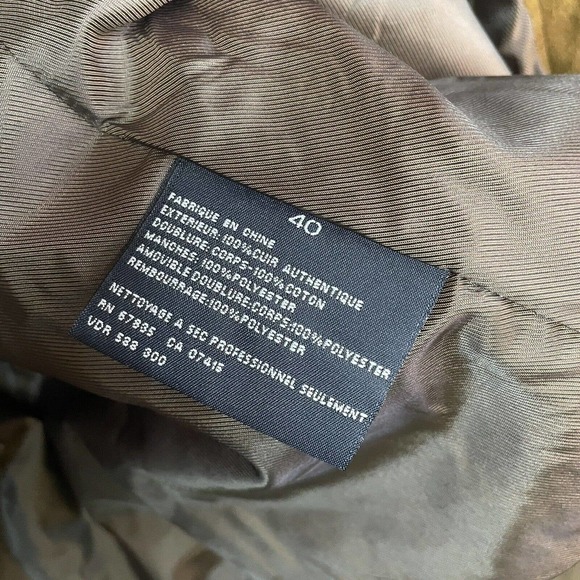 40
FABRIQUE EN CHINE
EXTERIEUR:100%CUIR AUTHENTIQUE
DOUBLURE:CORPS-100%COTON
MANCHES:100%POLYESTER
AMOVIBLE DOUBLURE:CORPS:100%POLYESTER
REMBOURRAGE:100%POLYESTER
NETTOYAGE A SEC PROFESSIONNEL SEULEMENT
RN 67835 CA 07415
VDR 588 800